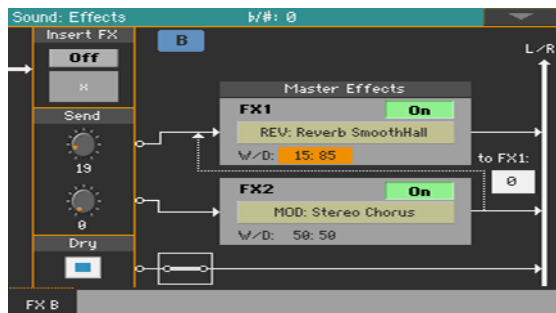 Sound: Effects
♭/#: 0
Insert FX
Off
B
L/R
Master Effects
FX1
On
Send
REV: Reverb SmoothHall
W/D: 15: 85
to FX1:
19
0
FX2
On
MOD: Stereo Chorus
0
W/D: 50: 50
Dry
FX B